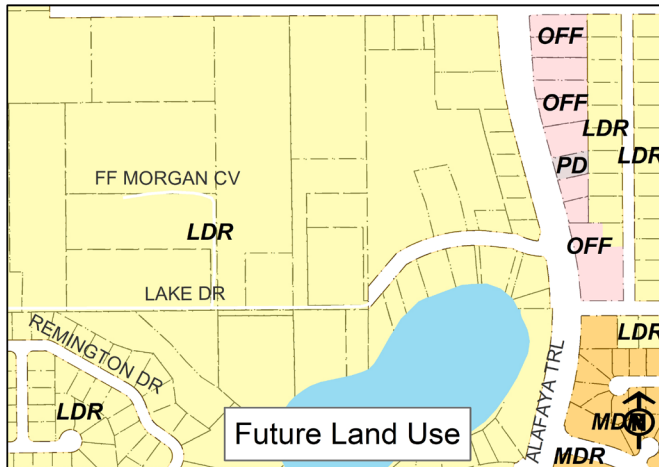 OFF
OFF
LDR
LDR
PD
FF MORGAN CV
LDR
OFF
LAKE DR
REMINGTON DR
LDR
ALAFAYA TRL
LDR
MDR
N
Future Land Use
MDR